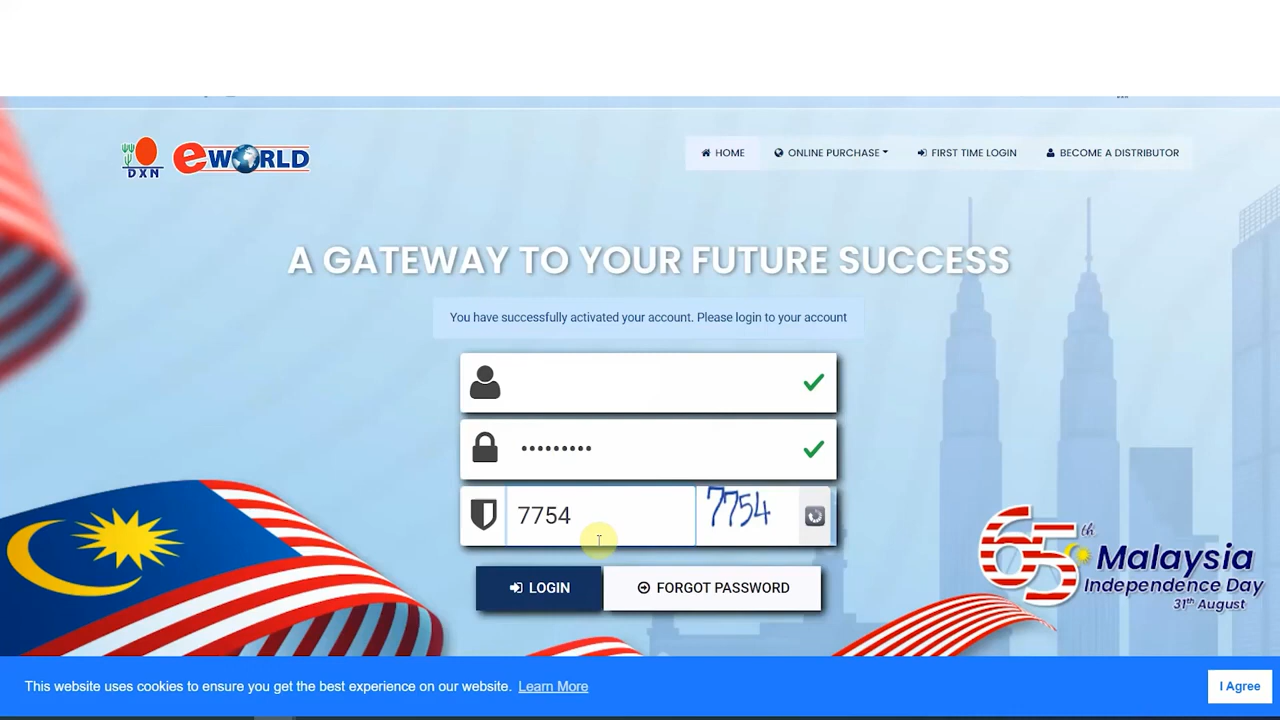 DXN eWORLD
HOME ONLINE PURCHASE FIRST TIME LOGIN BECOME A DISTRIBUTOR
A GATEWAY TO YOUR FUTURE SUCCESS
You have successfully activated your account. Please login to your account
•••••••••
7754 7754
LOGIN FORGOT PASSWORD
65th Malaysia
Independence Day
31th August
This website uses cookies to ensure you get the best experience on our website. Learn More I Agree